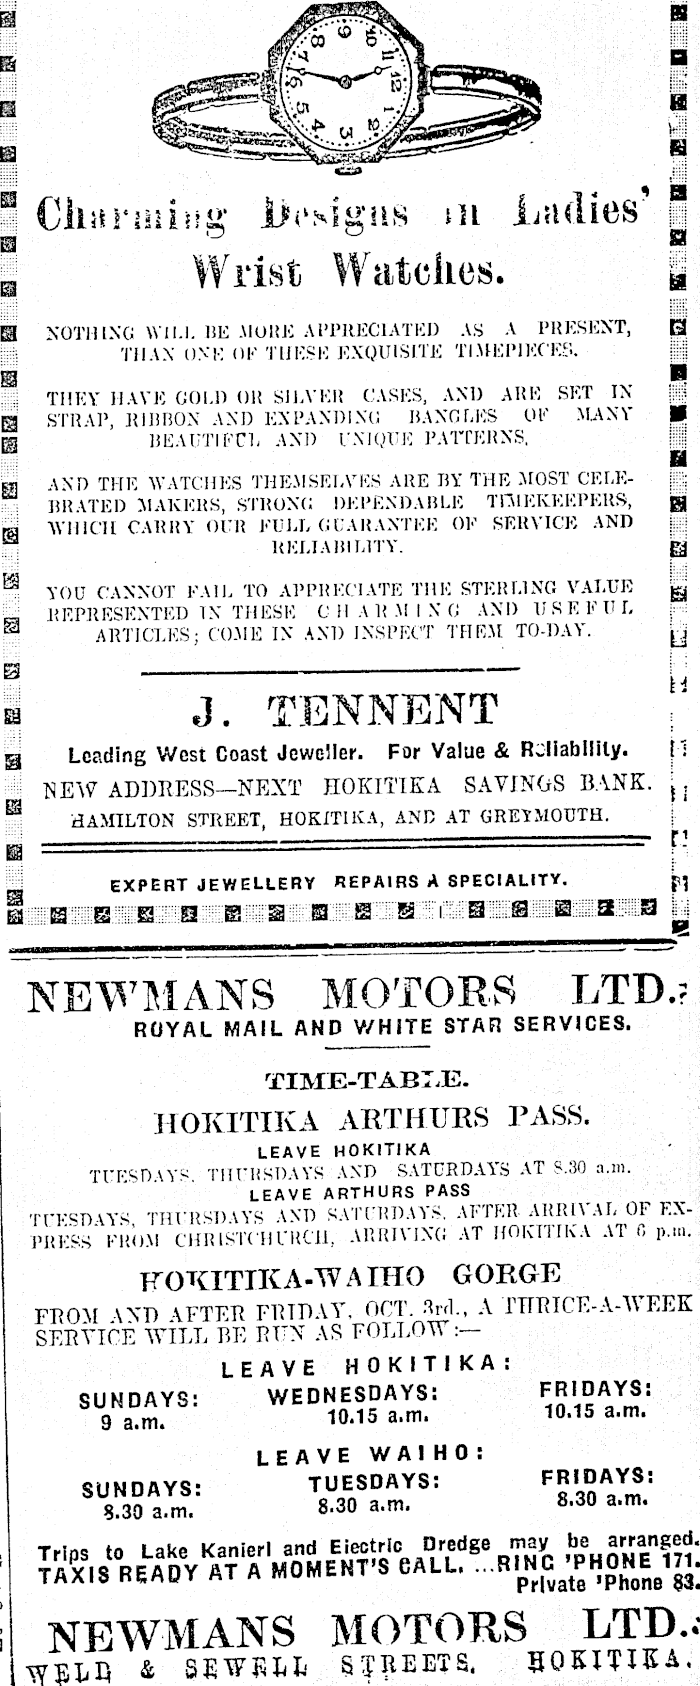 Charming Designs in Ladies'
Wrist Watches.
NOTHING WILL BE MORE APPRECIATED AS A PRESENT,
THAN ONE OF THESE EXQUISITE TIMEPIECES.
THEY HAVE GOLD OR SILVER CASES, AND ARE SET IN
STRAP, RIBBON AND EXPANDING BANGLES OF MANY
BEAUTIFUL AND UNIQUE PATTERNS.
AND THE WATCHES THEMSELVES ARE BY THE MOST CELE-
BRATED MAKERS, STRONG DEPENDABLE TIMEKEEPERS,
WHICH CARRY OUR FULL GUARANTEE OF SERVICE AND
RELIABILITY.
YOU CANNOT FAIL TO APPRECIATE THE STERLING VALUE
REPRESENTED IN THESE CHARMING AND USEFUL
ARTICLES; COME IN AND INSPECT THEM TO-DAY.
J. TENNENT
Leading West Coast Jeweller. For Value & Reliability.
NEW ADDRESS—NEXT HOKITIKA SAVINGS BANK.
HAMILTON STREET, HOKITIKA, AND AT GREYMOUTH.
EXPERT JEWELLERY REPAIRS A SPECIALITY.
NEWMANS MOTORS LTD.
ROYAL MAIL AND WHITE STAR SERVICES.
TIME-TABLE.
HOKITIKA ARTHURS PASS.
LEAVE HOKITIKA
TUESDAYS, THURSDAYS AND SATURDAYS AT 8.30 a.m.
LEAVE ARTHURS PASS
TUESDAYS, THURSDAYS AND SATURDAYS, AFTER ARRIVAL OF EX-
PRESS FROM CHRISTCHURCH, ARRIVING AT HOKITIKA AT 6 p.m.
HOKITIKA-WAIHO GORGE
FROM AND AFTER FRIDAY, OCT. 3rd., A THRICE-A-WEEK
SERVICE WILL BE RUN AS FOLLOW:—
LEAVE HOKITIKA:
SUNDAYS: WEDNESDAYS: FRIDAYS:
9 a.m. 10.15 a.m. 10.15 a.m.
LEAVE WAIHO:
SUNDAYS: TUESDAYS: FRIDAYS:
8.30 a.m. 8.30 a.m. 8.30 a.m.
Trips to Lake Kanieri and Electric Dredge may be arranged.
TAXIS READY AT A MOMENT'S CALL. ...RING 'PHONE 171.
Private 'Phone 83.
NEWMANS MOTORS LTD.
WELD & SEWELL STREETS, HOKITIKA.